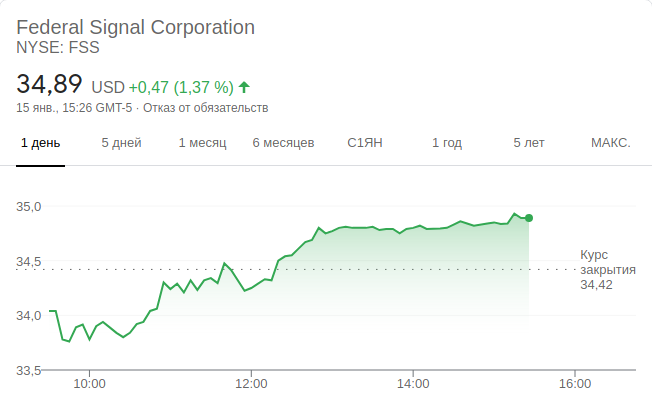 Federal Signal Corporation
NYSE: FSS
34,89 USD +0,47 (1,37 %)
15 янв., 15:26 GMT-5 · Отказ от обязательств
1 день 5 дней 1 месяц 6 месяцев С1ЯН 1 год 5 лет МАКС.
35,0
34,5
Курс
закрытия
34,42
34,0
33,5
10:00 12:00 14:00 16:00